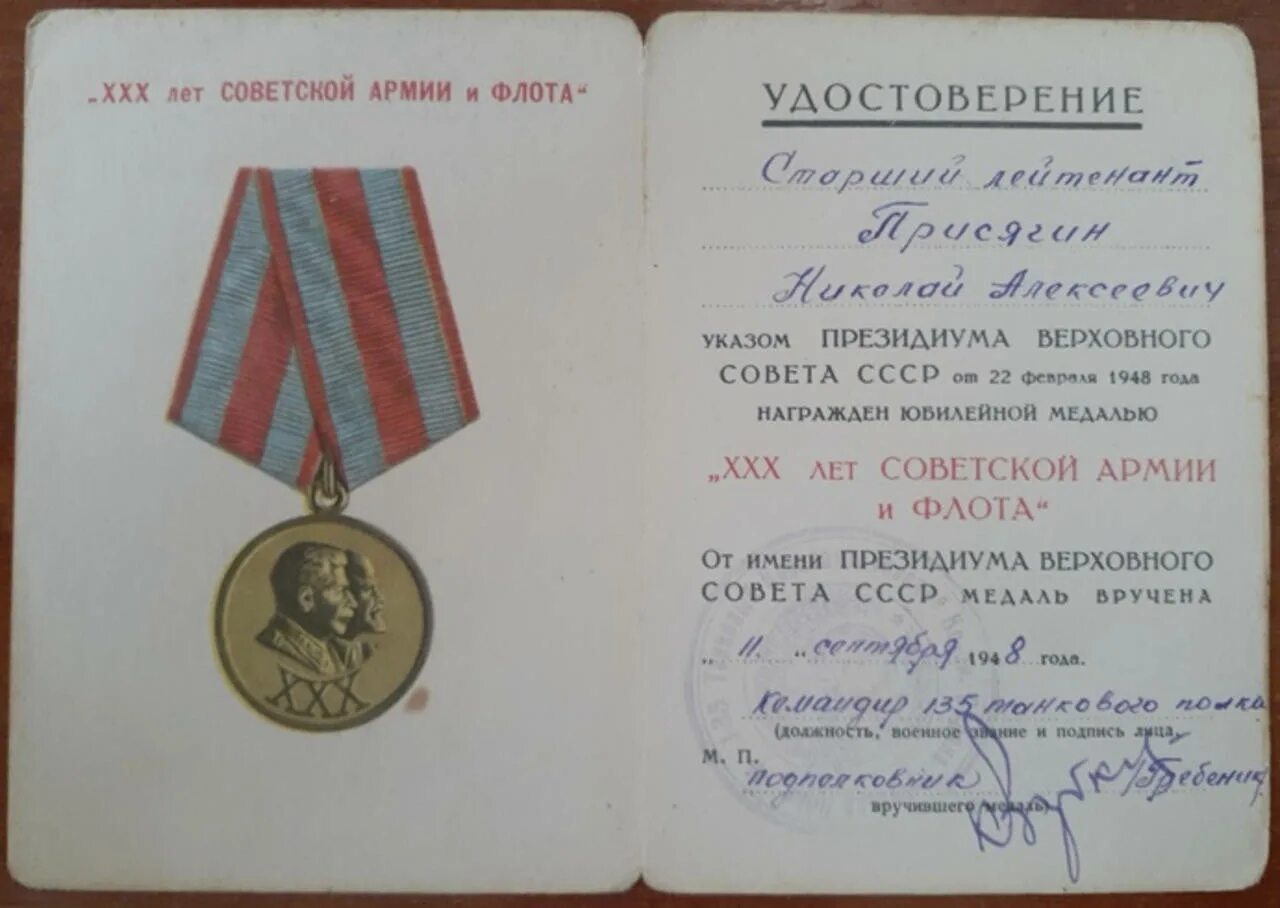 „XXX лет СОВЕТСКОЙ АРМИИ и ФЛОТА“
XXX
УДОСТОВЕРЕНИЕ
Старший лейтенант
Присягин
Николай Алексеевич
указом ПРЕЗИДИУМА ВЕРХОВНОГО
СОВЕТА СССР от 22 февраля 1948 года
НАГРАЖДЕН ЮБИЛЕЙНОЙ МЕДАЛЬЮ
„XXX лет СОВЕТСКОЙ АРМИИ
и ФЛОТА“
От имени ПРЕЗИДИУМА ВЕРХОВНОГО
СОВЕТА СССР МЕДАЛЬ ВРУЧЕНА
„ 11 “ сентября 1948 года.
Командир 135 танкового полка
(должность, военное звание и подпись лица,
М. П.
подполковник /Гребеник/
вручившего медаль)